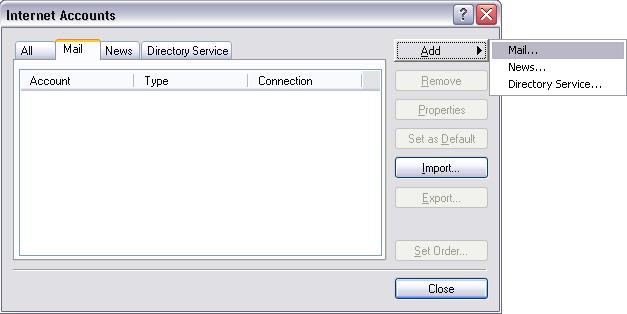 Internet Accounts
All Mail News Directory Service
Add
Mail...
News...
Directory Service...
Account Type Connection
Remove
Properties
Set as Default
Import...
Export...
Set Order...
Close